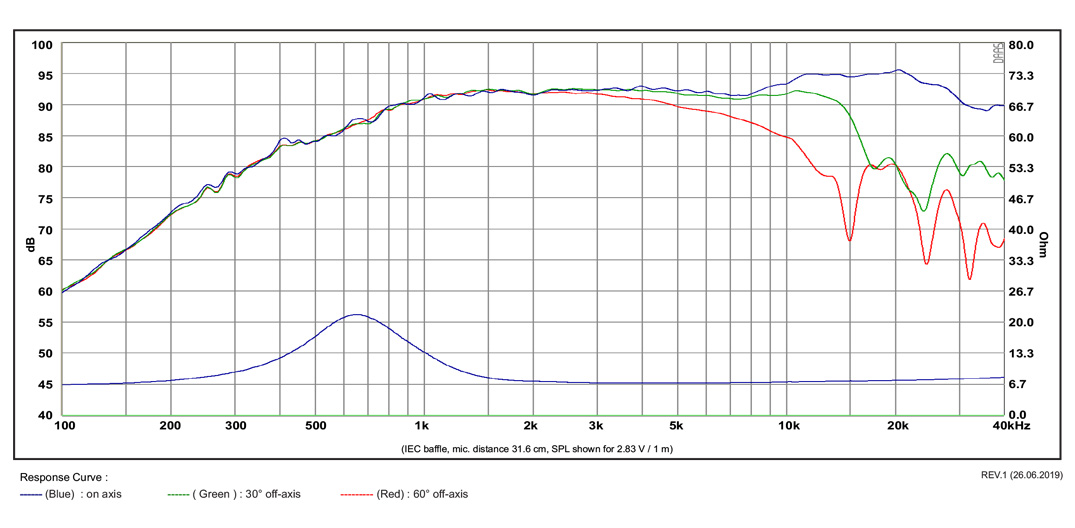 100
95
90
85
80
75
70
65
60
55
50
45
40
dB
80.0
73.3
66.7
60.0
53.3
46.7
40.0
33.3
26.7
20.0
13.3
6.7
0.0
Ohm
DAAS
100 200 300 500 1k 2k 3k 5k 10k 20k 40kHz
(IEC baffle, mic. distance 31.6 cm, SPL shown for 2.83 V / 1 m)
Response Curve :
(Blue) : on axis
( Green ) : 30° off-axis
(Red) : 60° off-axis
REV.1 (26.06.2019)